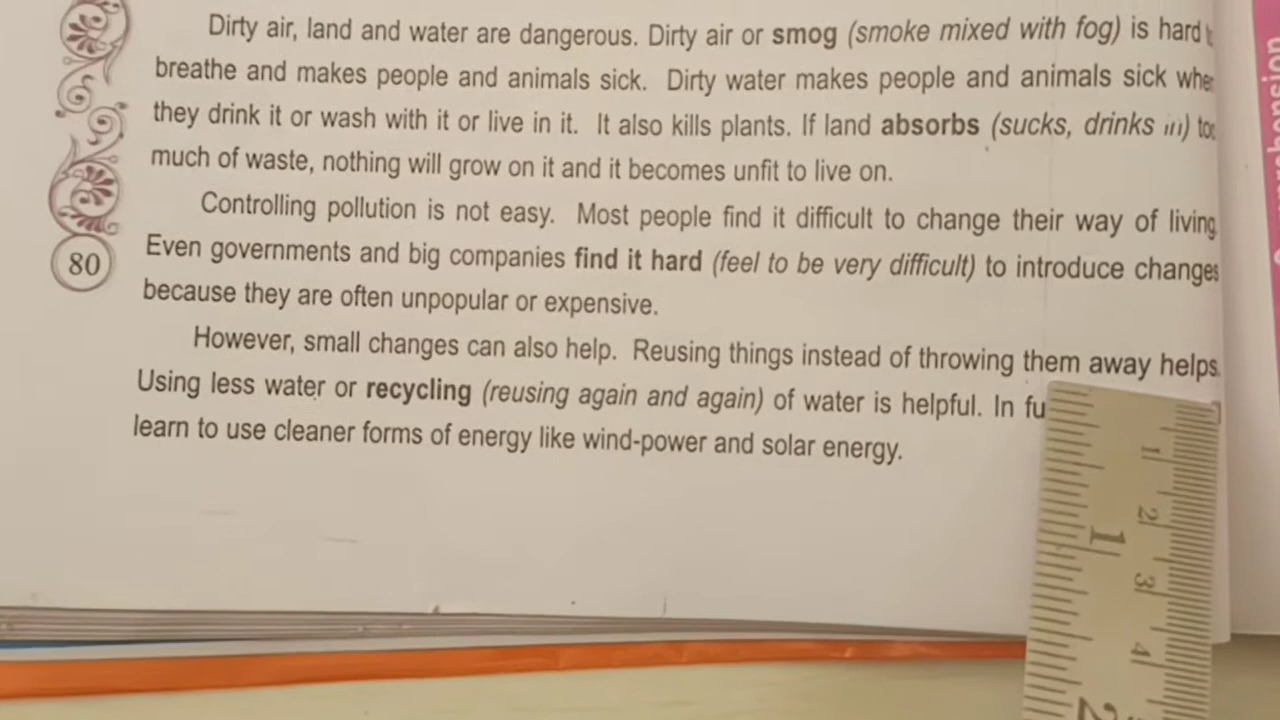 Dirty air, land and water are dangerous. Dirty air or smog (smoke mixed with fog) is hard
breathe and makes people and animals sick. Dirty water makes people and animals sick
they drink it or wash with it or live in it. It also kills plants. If land absorbs (sucks, drinks in)
much of waste, nothing will grow on it and it becomes unfit to live on.
Controlling pollution is not easy. Most people find it difficult to change their way of living
Even governments and big companies find it hard (feel to be very difficult) to introduce changes
because they are often unpopular or expensive.
However, small changes can also help. Reusing things instead of throwing them away helps.
Using less water or recycling (reusing again and again) of water is helpful. In
learn to use cleaner forms of energy like wind-power and solar energy.
80
1
2
3
4
1
2